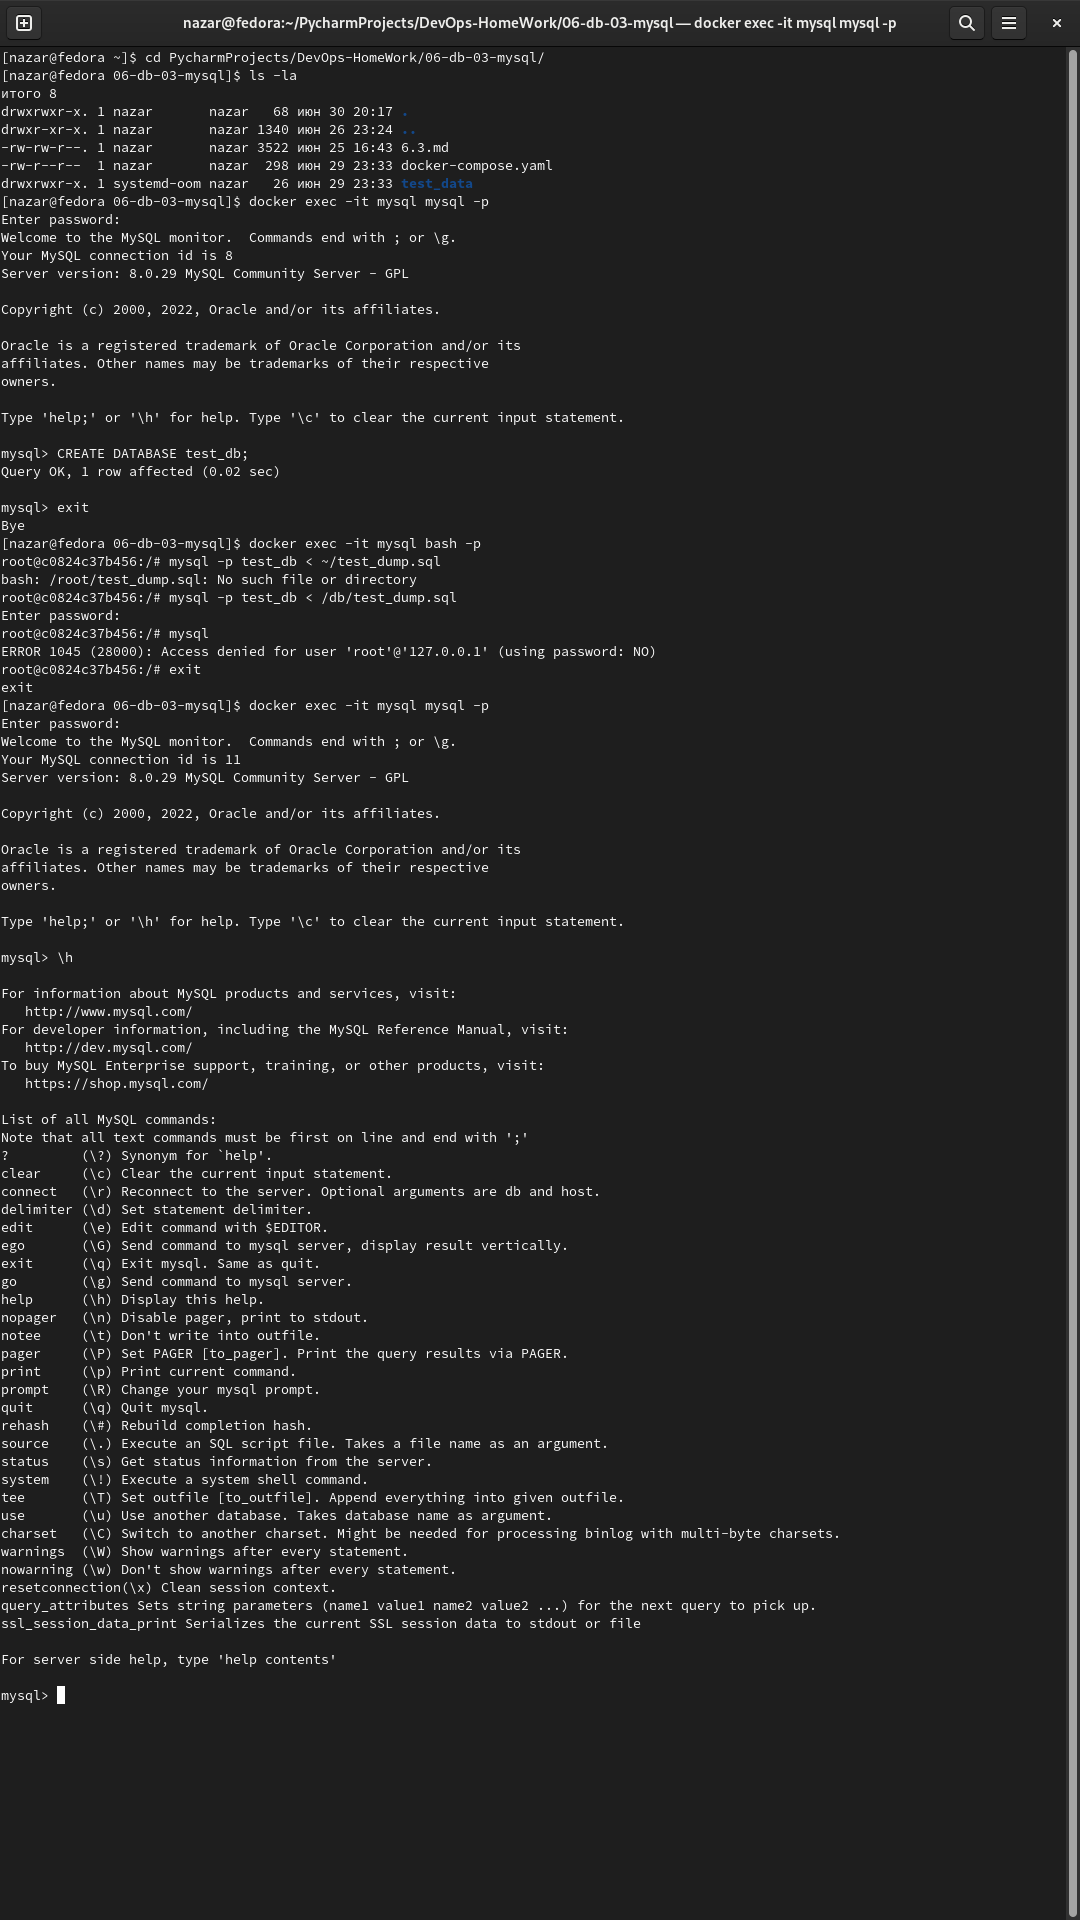 nazar@fedora:~/PycharmProjects/DevOps-HomeWork/06-db-03-mysql — docker exec -it mysql mysql -p
[nazar@fedora ~]$ cd PycharmProjects/DevOps-HomeWork/06-db-03-mysql/
[nazar@fedora 06-db-03-mysql]$ ls -la
итого 8
drwxrwxr-x. 1 nazar       nazar   68 июн 30 20:17 .
drwxr-xr-x. 1 nazar       nazar 1340 июн 26 23:24 ..
-rw-rw-r--. 1 nazar       nazar 3522 июн 25 16:43 6.3.md
-rw-r--r--  1 nazar       nazar  298 июн 29 23:33 docker-compose.yaml
drwxrwxr-x. 1 systemd-oom nazar   26 июн 29 23:33 test_data
[nazar@fedora 06-db-03-mysql]$ docker exec -it mysql mysql -p
Enter password:
Welcome to the MySQL monitor.  Commands end with ; or \g.
Your MySQL connection id is 8
Server version: 8.0.29 MySQL Community Server - GPL

Copyright (c) 2000, 2022, Oracle and/or its affiliates.

Oracle is a registered trademark of Oracle Corporation and/or its
affiliates. Other names may be trademarks of their respective
owners.

Type 'help;' or '\h' for help. Type '\c' to clear the current input statement.

mysql> CREATE DATABASE test_db;
Query OK, 1 row affected (0.02 sec)

mysql> exit
Bye
[nazar@fedora 06-db-03-mysql]$ docker exec -it mysql bash -p
root@c0824c37b456:/# mysql -p test_db < ~/test_dump.sql
bash: /root/test_dump.sql: No such file or directory
root@c0824c37b456:/# mysql -p test_db < /db/test_dump.sql
Enter password:
root@c0824c37b456:/# mysql
ERROR 1045 (28000): Access denied for user 'root'@'127.0.0.1' (using password: NO)
root@c0824c37b456:/# exit
exit
[nazar@fedora 06-db-03-mysql]$ docker exec -it mysql mysql -p
Enter password:
Welcome to the MySQL monitor.  Commands end with ; or \g.
Your MySQL connection id is 11
Server version: 8.0.29 MySQL Community Server - GPL

Copyright (c) 2000, 2022, Oracle and/or its affiliates.

Oracle is a registered trademark of Oracle Corporation and/or its
affiliates. Other names may be trademarks of their respective
owners.

Type 'help;' or '\h' for help. Type '\c' to clear the current input statement.

mysql> \h

For information about MySQL products and services, visit:
   http://www.mysql.com/
For developer information, including the MySQL Reference Manual, visit:
   http://dev.mysql.com/
To buy MySQL Enterprise support, training, or other products, visit:
   https://shop.mysql.com/

List of all MySQL commands:
Note that all text commands must be first on line and end with ';'
?         (\?) Synonym for `help'.
clear     (\c) Clear the current input statement.
connect   (\r) Reconnect to the server. Optional arguments are db and host.
delimiter (\d) Set statement delimiter.
edit      (\e) Edit command with $EDITOR.
ego       (\G) Send command to mysql server, display result vertically.
exit      (\q) Exit mysql. Same as quit.
go        (\g) Send command to mysql server.
help      (\h) Display this help.
nopager   (\n) Disable pager, print to stdout.
notee     (\t) Don't write into outfile.
pager     (\P) Set PAGER [to_pager]. Print the query results via PAGER.
print     (\p) Print current command.
prompt    (\R) Change your mysql prompt.
quit      (\q) Quit mysql.
rehash    (\#) Rebuild completion hash.
source    (\.) Execute an SQL script file. Takes a file name as an argument.
status    (\s) Get status information from the server.
system    (\!) Execute a system shell command.
tee       (\T) Set outfile [to_outfile]. Append everything into given outfile.
use       (\u) Use another database. Takes database name as argument.
charset   (\C) Switch to another charset. Might be needed for processing binlog with multi-byte charsets.
warnings  (\W) Show warnings after every statement.
nowarning (\w) Don't show warnings after every statement.
resetconnection(\x) Clean session context.
query_attributes Sets string parameters (name1 value1 name2 value2 ...) for the next query to pick up.
ssl_session_data_print Serializes the current SSL session data to stdout or file

For server side help, type 'help contents'

mysql>